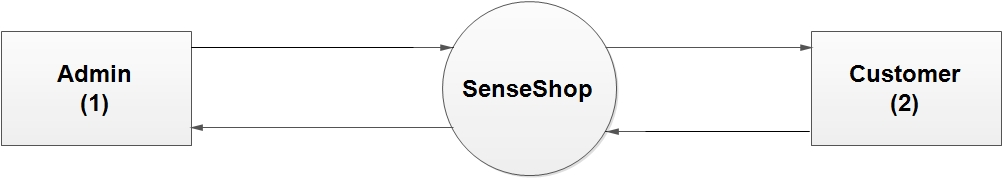 Admin
(1)
SenseShop
Customer
(2)